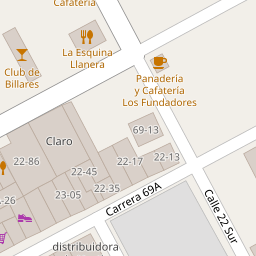 Cafetería
La Esquina
Llanera
Club de
Billares
Panadería
y Cafetería
Los Fundadores
69-13
Claro
22-86
22-17
22-13
22-45
22-35
23-05
-26
Carrera 69A
Calle 22 Sur
distribuidora